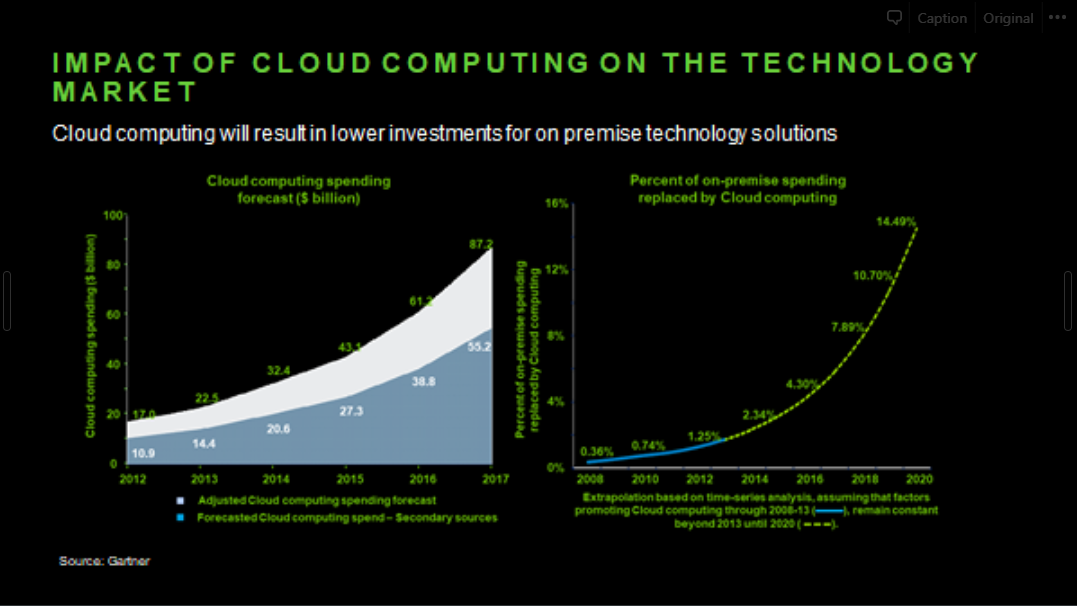 Caption Original
IMPACT OF CLOUD COMPUTING ON THE TECHNOLOGY
MARKET
Cloud computing will result in lower investments for on premise technology solutions
Cloud computing spending
forecast ($ billion)
Cloud computing spending ($ billion)
100
80
60
40
20
0
17.0
22.5
32.4
43.1
61.2
87.2
10.9
14.4
20.6
27.3
38.8
55.2
2012 2013 2014 2015 2016 2017
Adjusted Cloud computing spending forecast
Forecasted Cloud computing spend – Secondary sources
Percent of on-premise spending
replaced by Cloud computing
Percent of on-premise spending
replaced by Cloud computing
16%
12%
8%
4%
0%
0.36%
0.74%
1.25%
2.34%
4.30%
7.89%
10.70%
14.49%
2008 2010 2012 2014 2016 2018 2020
Extrapolation based on time-series analysis, assuming that factors
promoting Cloud computing through 2008-13 ( ), remain constant
beyond 2013 until 2020 ( ).
Source: Gartner